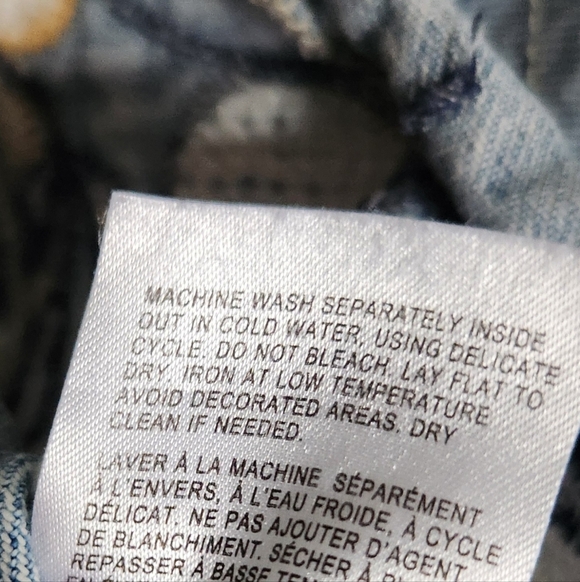 MACHINE WASH SEPARATELY INSIDE
OUT IN COLD WATER, USING DELICATE
CYCLE. DO NOT BLEACH. LAY FLAT TO
DRY. IRON AT LOW TEMPERATURE
AVOID DECORATED AREAS. DRY
CLEAN IF NEEDED.
LAVER À LA MACHINE SÉPARÉMENT
À L'ENVERS, À L'EAU FROIDE, À CYCLE
DÉLICAT. NE PAS AJOUTER D'AGENT
DE BLANCHIMENT. SÉCHER À
REPASSER À BASSE